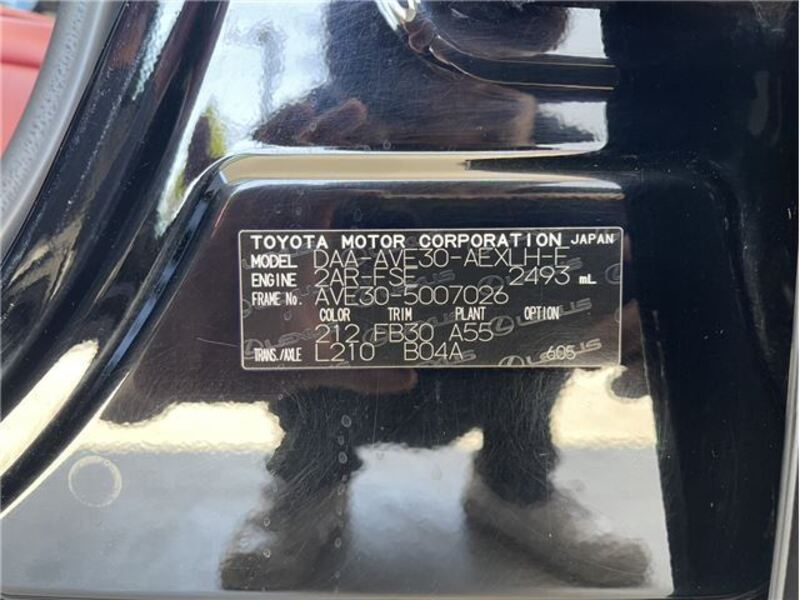 TOYOTA MOTOR CORPORATION JAPAN
MODEL DAA-AVE30-AEXLH-E
ENGINE 2AR-FSE 2493 mL
FRAME No. AVE30-5007026
COLOR TRIM PLANT OPTION
212 FB30 A55
TRANS./AXLE L210 B04A 605
LEXUS